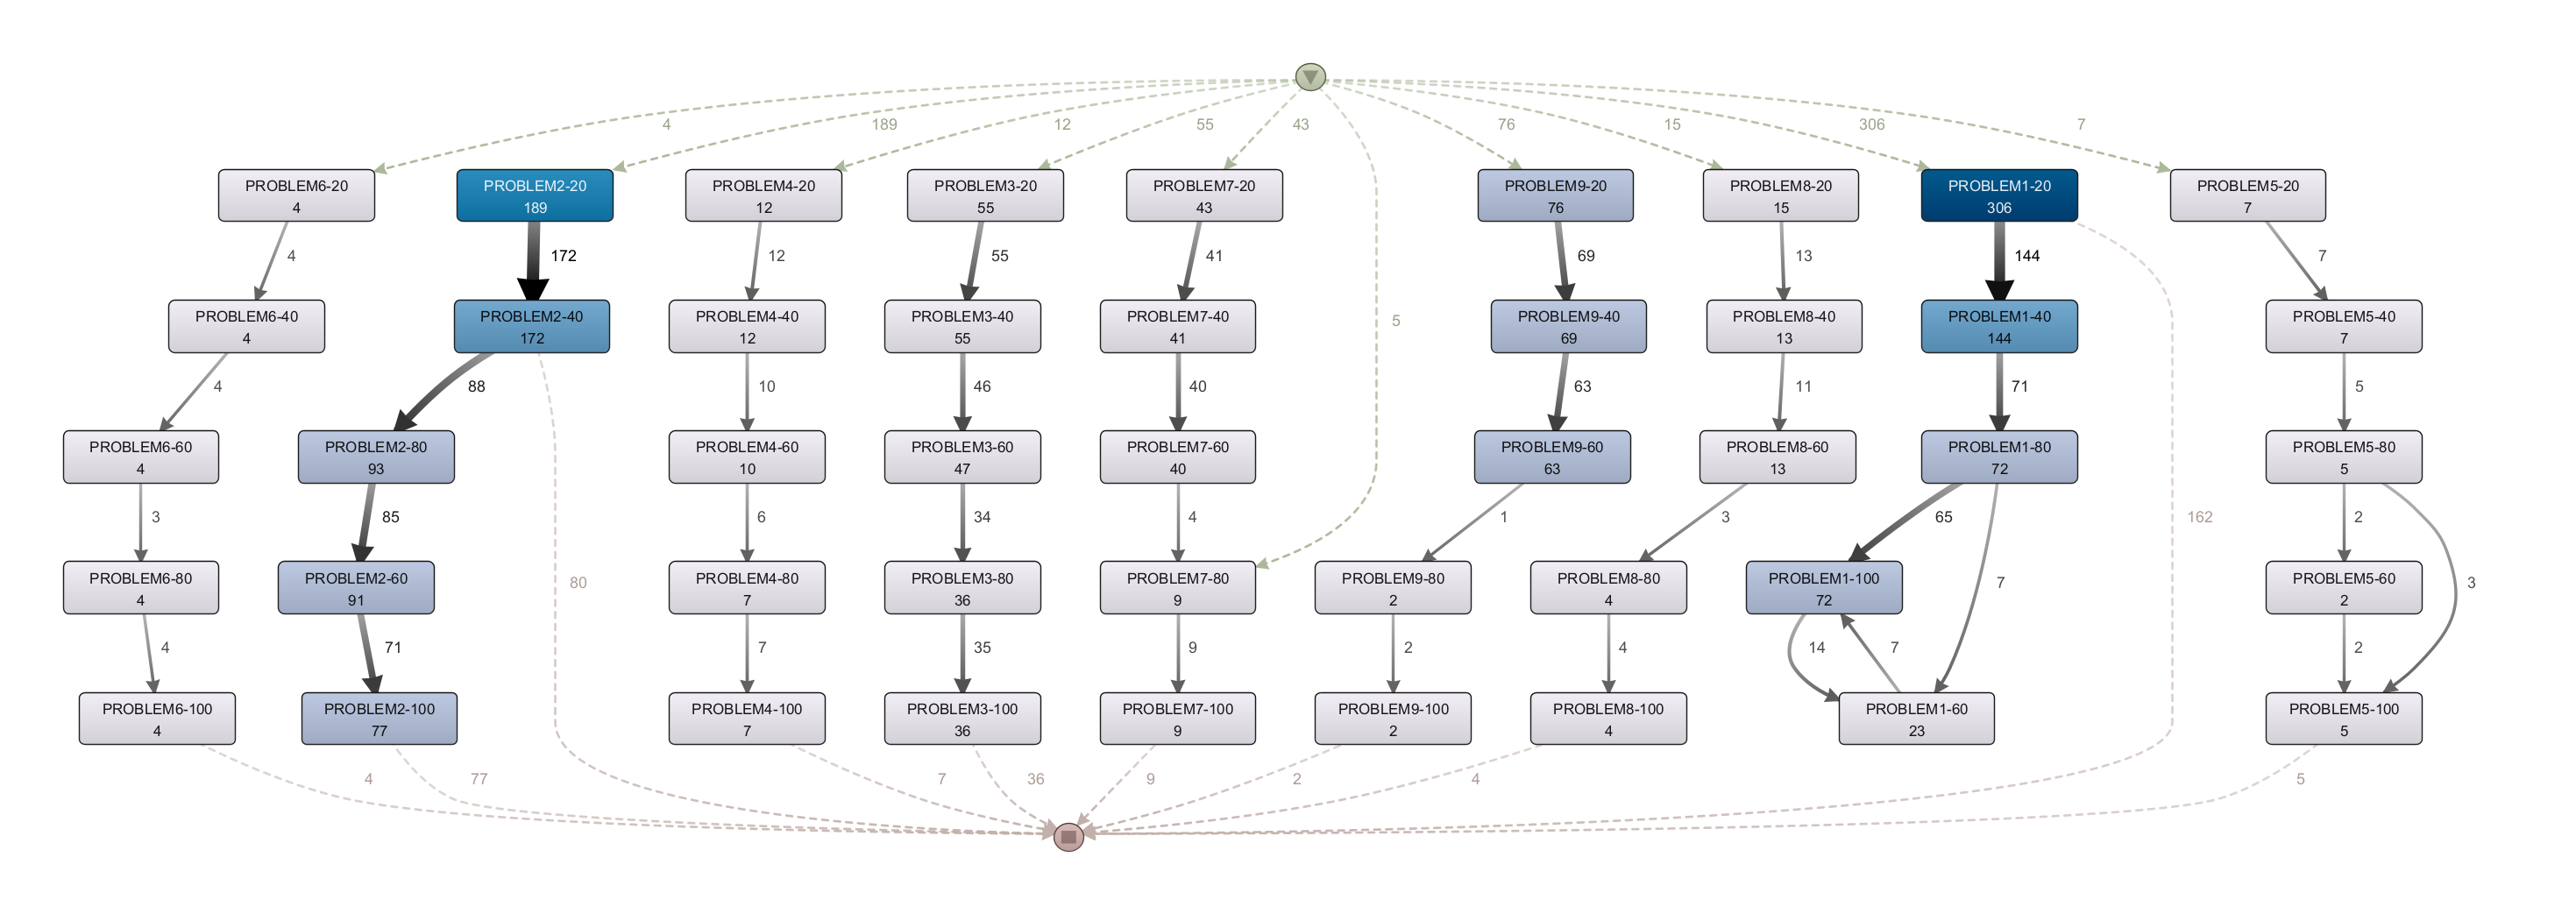 4
189
12
55
43
76
15
306
7
PROBLEM6-20
4
PROBLEM2-20
189
PROBLEM4-20
12
PROBLEM3-20
55
PROBLEM7-20
43
PROBLEM9-20
76
PROBLEM8-20
15
PROBLEM1-20
306
PROBLEM5-20
7
4
172
12
55
41
69
13
144
7
PROBLEM6-40
4
PROBLEM2-40
172
PROBLEM4-40
12
PROBLEM3-40
55
PROBLEM7-40
41
5
PROBLEM9-40
69
PROBLEM8-40
13
PROBLEM1-40
144
PROBLEM5-40
7
4
88
10
46
40
63
11
71
5
PROBLEM6-60
4
PROBLEM2-80
93
PROBLEM4-60
10
PROBLEM3-60
47
PROBLEM7-60
40
PROBLEM9-60
63
PROBLEM8-60
13
PROBLEM1-80
72
PROBLEM5-80
5
3
85
6
34
4
1
3
65
162
2
PROBLEM6-80
4
PROBLEM2-60
91
80
PROBLEM4-80
7
PROBLEM3-80
36
PROBLEM7-80
9
PROBLEM9-80
2
PROBLEM8-80
4
PROBLEM1-100
72
7
PROBLEM5-60
2
3
4
71
7
35
9
2
4
14
7
2
PROBLEM6-100
4
PROBLEM2-100
77
PROBLEM4-100
7
PROBLEM3-100
36
PROBLEM7-100
9
PROBLEM9-100
2
PROBLEM8-100
4
PROBLEM1-60
23
PROBLEM5-100
5
4
77
7
36
9
2
4
5